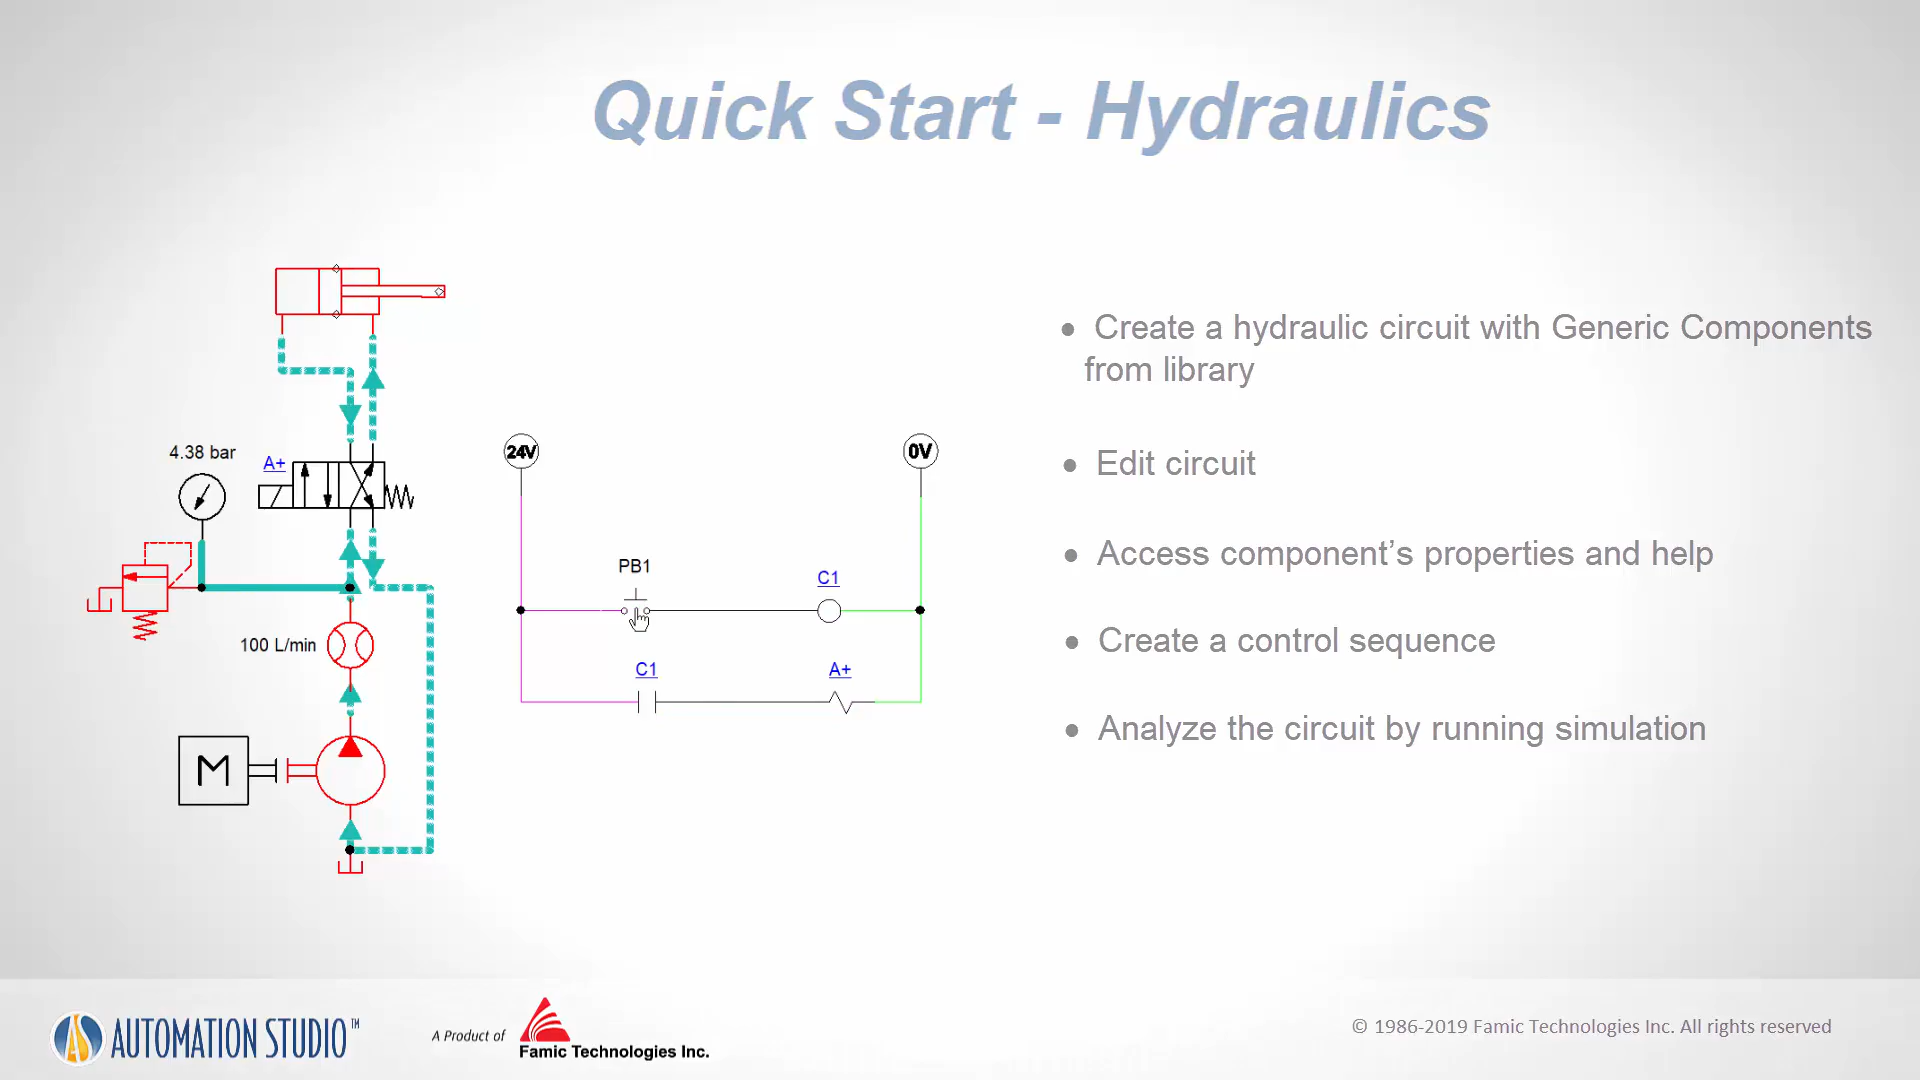 Quick Start - Hydraulics
4.38 bar
A+
100 L/min
M
24V
0V
PB1
C1
C1
A+
● Create a hydraulic circuit with Generic Components
from library
● Edit circuit
● Access component’s properties and help
● Create a control sequence
● Analyze the circuit by running simulation
AUTOMATION STUDIO™
A Product of
Famic Technologies Inc.
© 1986-2019 Famic Technologies Inc. All rights reserved